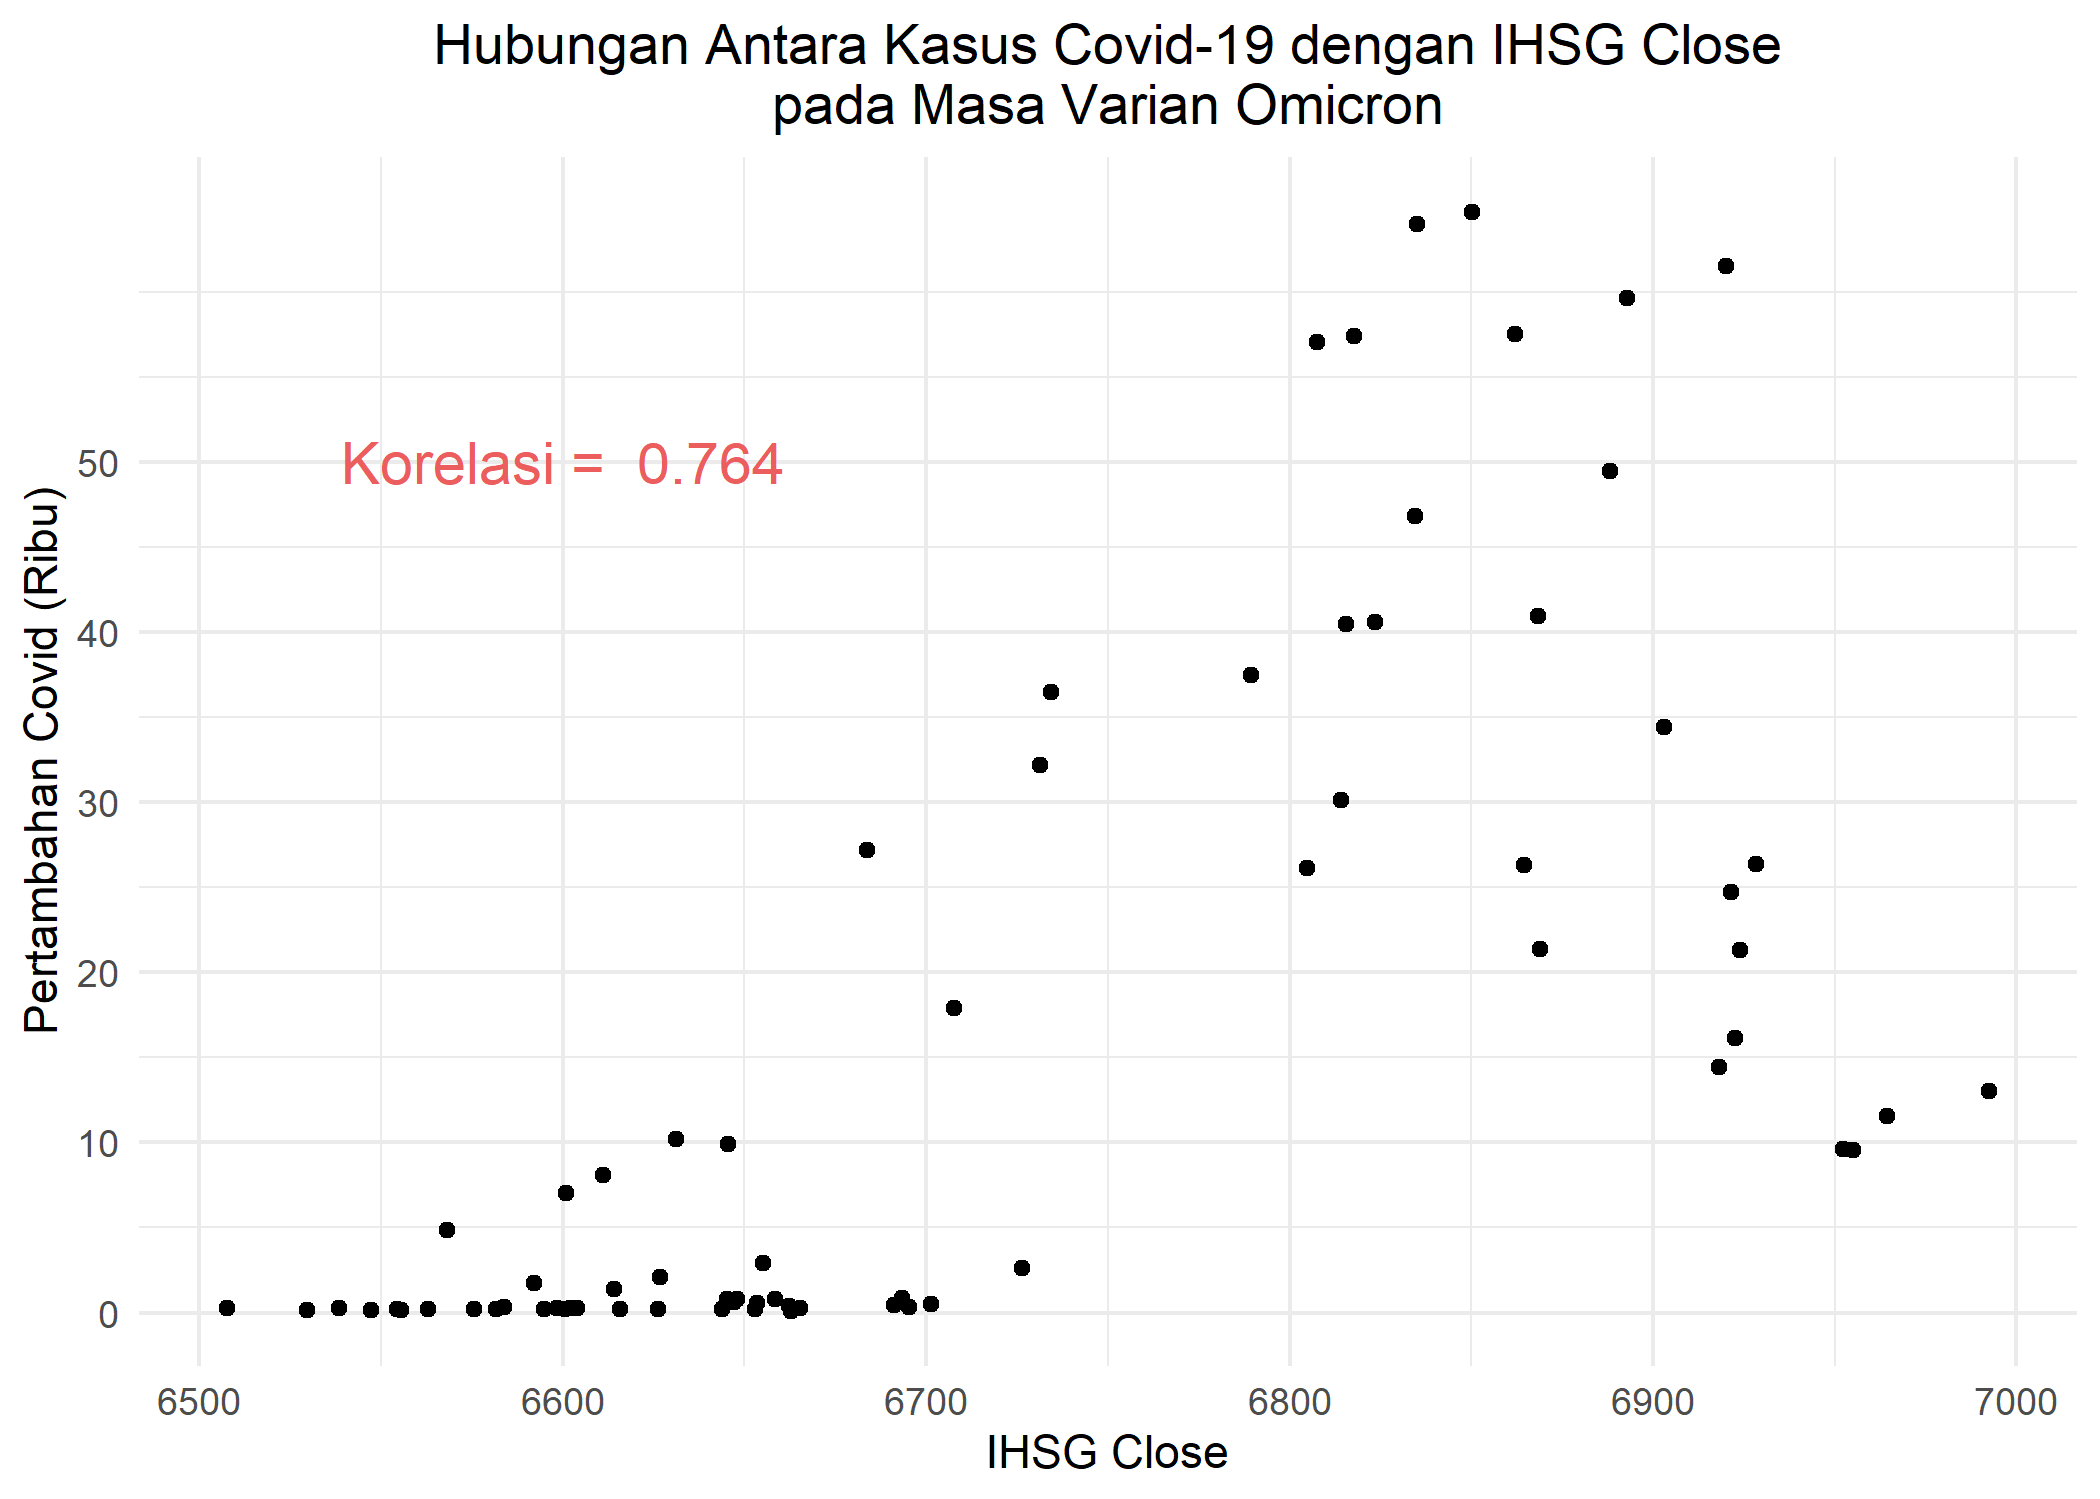 Hubungan Antara Kasus Covid-19 dengan IHSG Close
pada Masa Varian Omicron
Korelasi =  0.764
Pertambahan Covid (Ribu)
50
40
30
20
10
0
6500 6600 6700 6800 6900 7000
IHSG Close